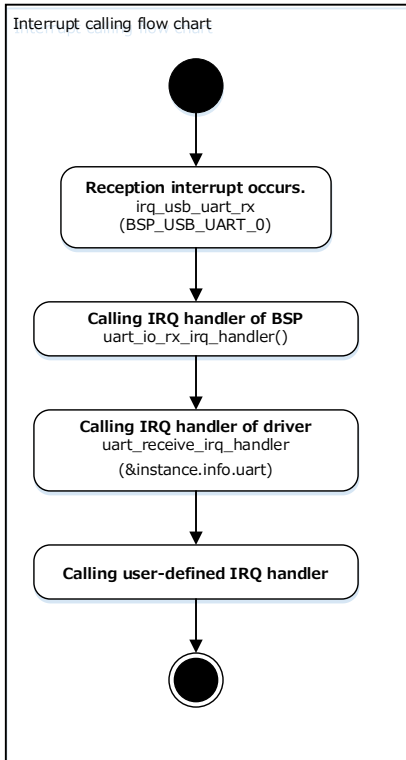 Interrupt calling flow chart
Reception interrupt occurs.
irq_usb_uart_rx
(BSP_USB_UART_0)
Calling IRQ handler of BSP
uart_io_rx_irq_handler()
Calling IRQ handler of driver
uart_receive_irq_handler
(&instance.info.uart)
Calling user-defined IRQ handler